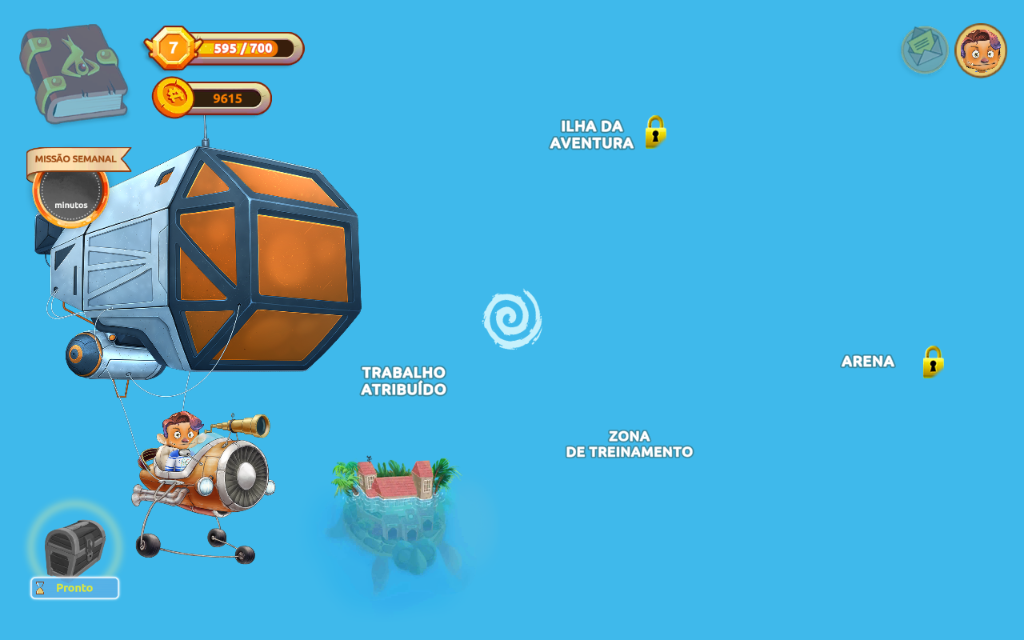 7
595 / 700
9615
MISSÃO SEMANAL
minutos
ILHA DA
AVENTURA
TRABALHO
ATRIBUÍDO
ARENA
ZONA
DE TREINAMENTO
Pronto